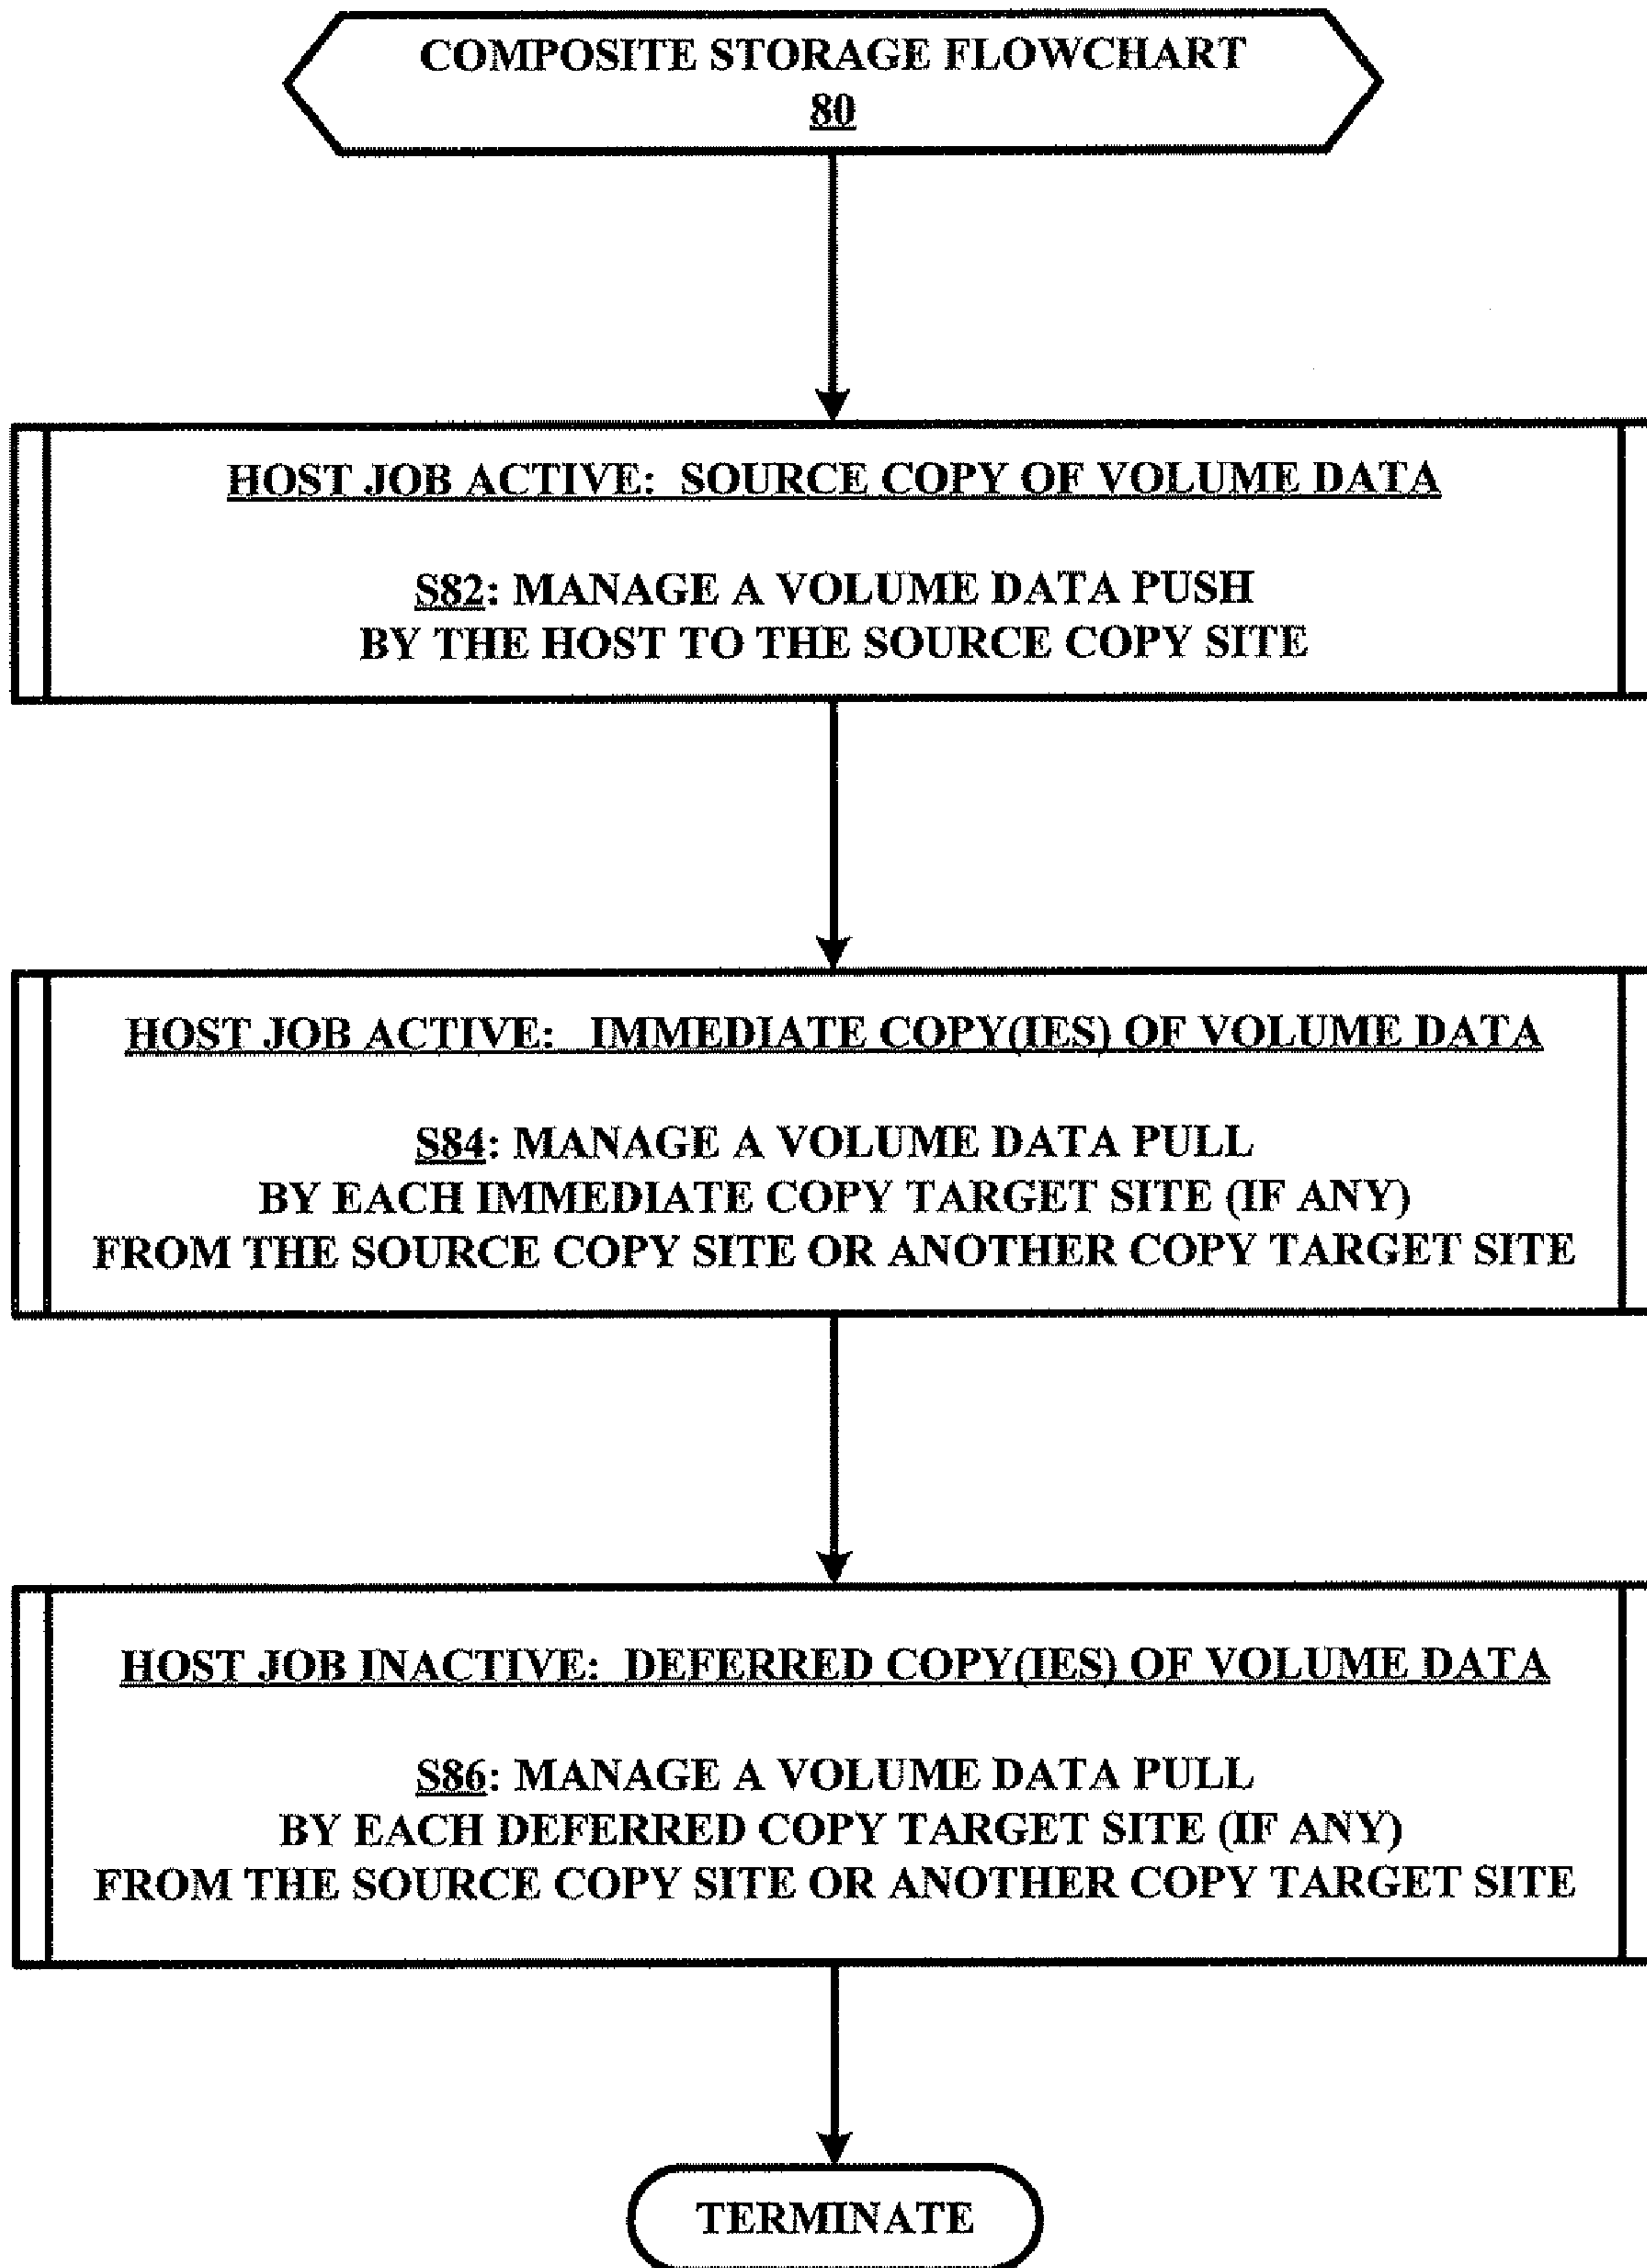 COMPOSITE STORAGE FLOWCHART
80
HOST JOB ACTIVE: SOURCE COPY OF VOLUME DATA
S82: MANAGE A VOLUME DATA PUSH
BY THE HOST TO THE SOURCE COPY SITE
HOST JOB ACTIVE: IMMEDIATE COPY(IES) OF VOLUME DATA
S84: MANAGE A VOLUME DATA PULL
BY EACH IMMEDIATE COPY TARGET SITE (IF ANY)
FROM THE SOURCE COPY SITE OR ANOTHER COPY TARGET SITE
HOST JOB INACTIVE: DEFERRED COPY(IES) OF VOLUME DATA
S86: MANAGE A VOLUME DATA PULL
BY EACH DEFERRED COPY TARGET SITE (IF ANY)
FROM THE SOURCE COPY SITE OR ANOTHER COPY TARGET SITE
TERMINATE